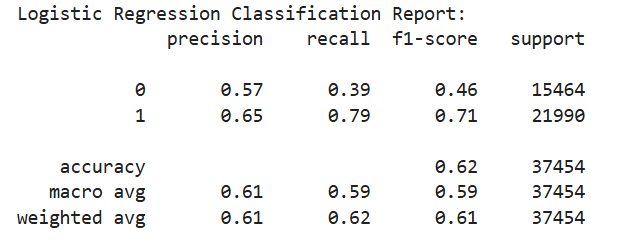 Logistic Regression Classification Report:
precision recall f1-score support
0 0.57 0.39 0.46 15464
1 0.65 0.79 0.71 21990
accuracy 0.62 37454
macro avg 0.61 0.59 0.59 37454
weighted avg 0.61 0.62 0.61 37454